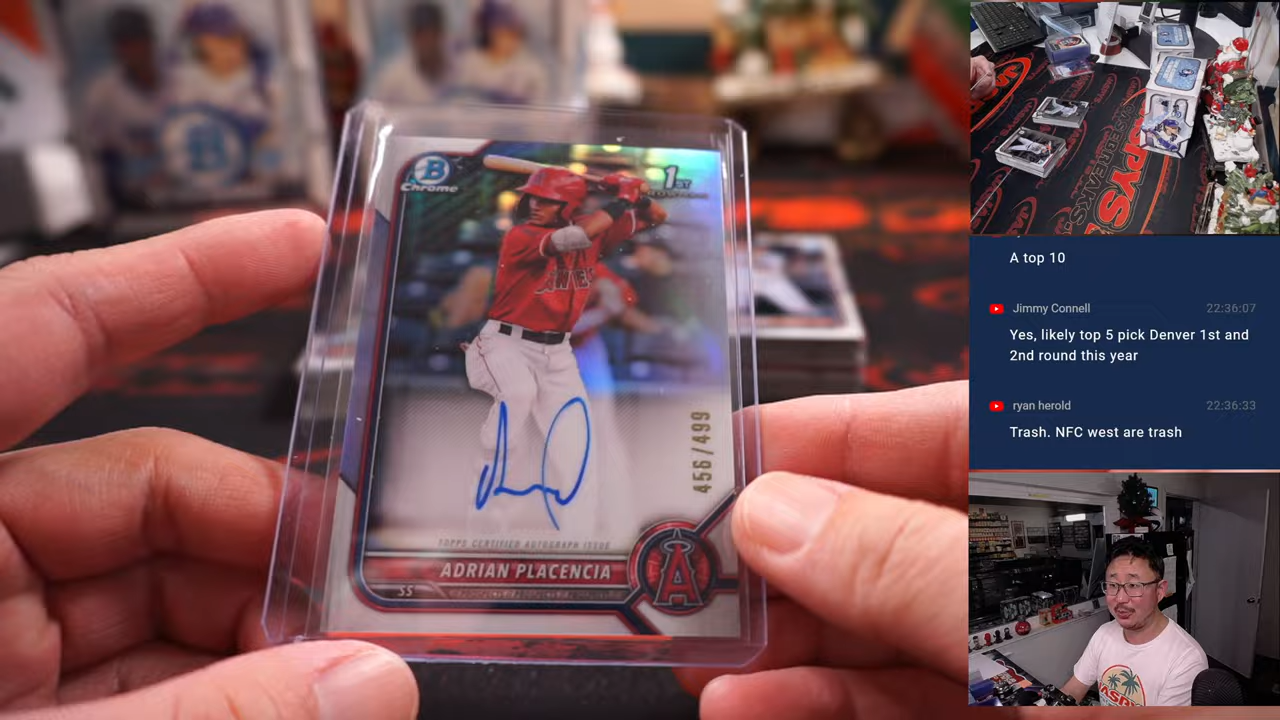 B
Chrome
1ST
456/499
TOPPS CERTIFIED AUTOGRAPH ISSUE
ADRIAN PLACENCIA
SS
A
A top 10
Jimmy Connell 22:36:07
Yes, likely top 5 pick Denver 1st and
2nd round this year
ryan herold 22:36:33
Trash. NFC west are trash